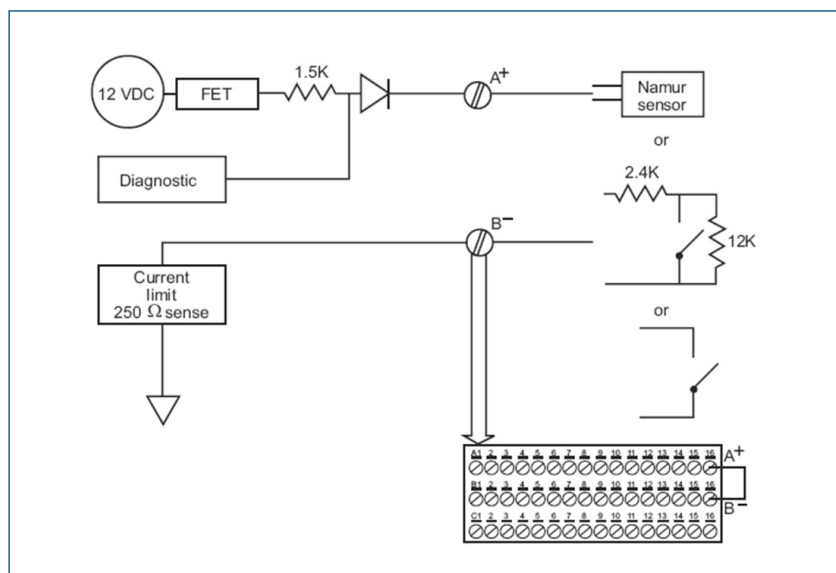 12 VDC
FET
1.5K
A+
Namur
sensor
or
Diagnostic
2.4K
B−
12K
Current
limit
250 Ω sense
or
A1 2 3 4 5 6 7 8 9 10 11 12 13 14 15 16
A+
B1 2 3 4 5 6 7 8 9 10 11 12 13 14 15 16
B−
C1 2 3 4 5 6 7 8 9 10 11 12 13 14 15 16